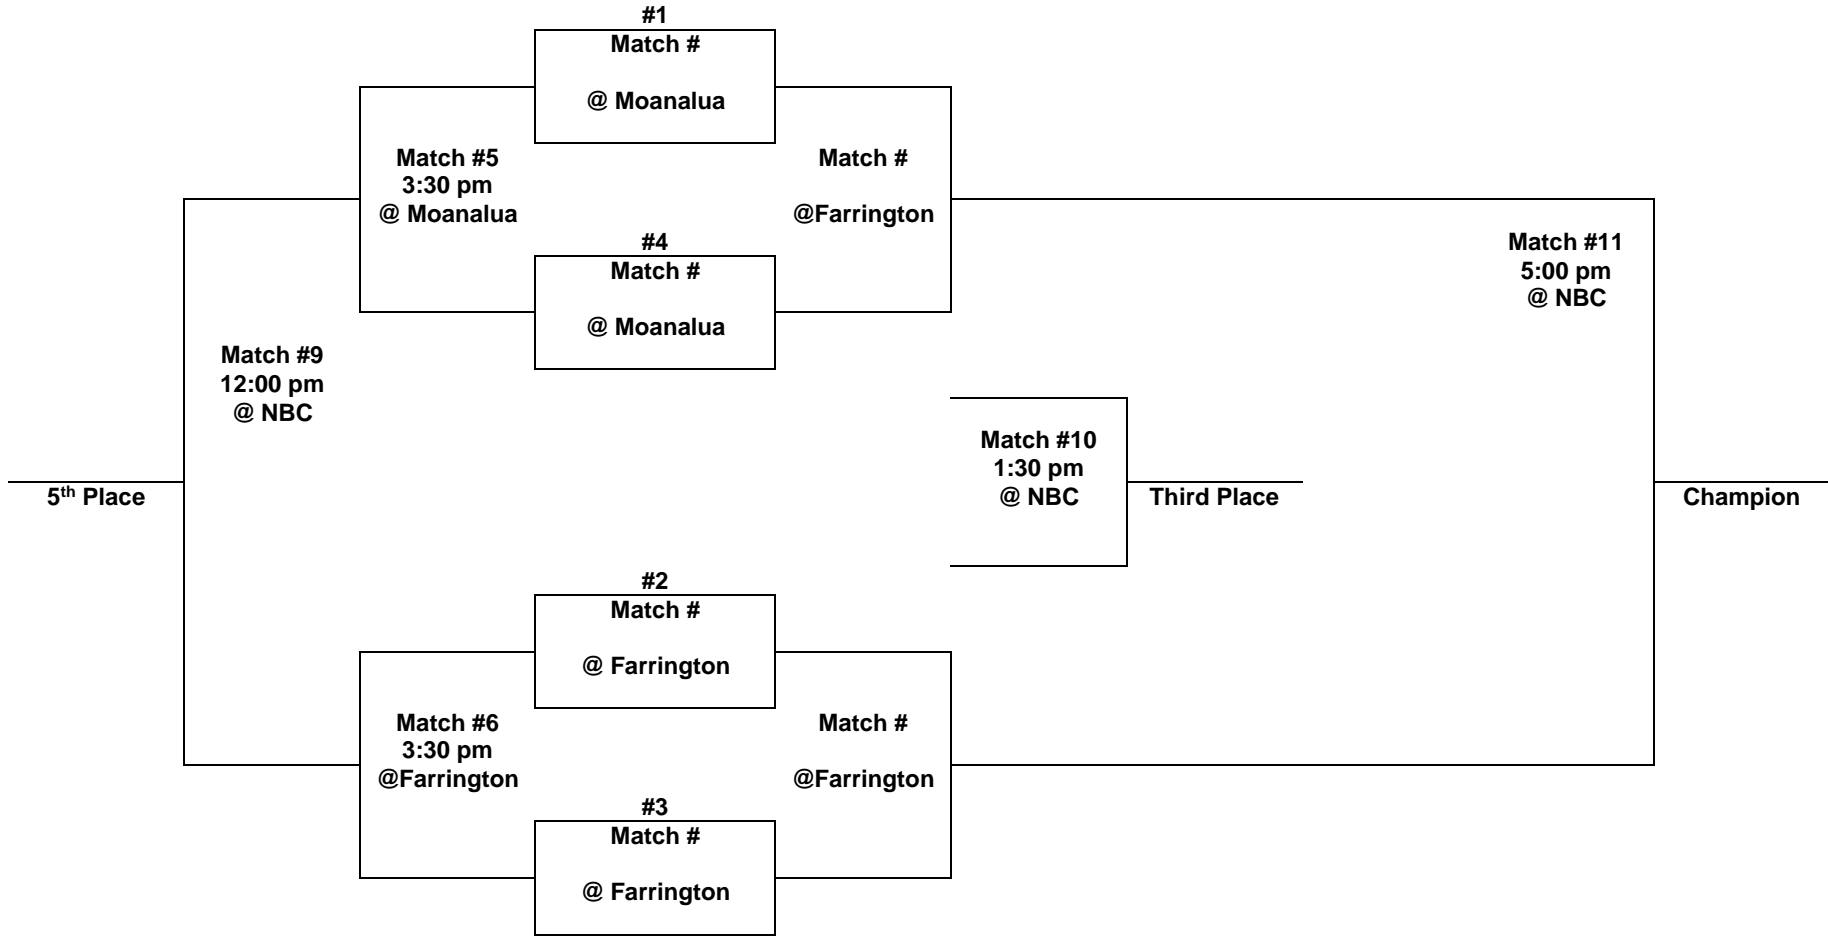 #1
Match #
@ Moanalua
Match #5
3:30 pm
@ Moanalua
Match #
@Farrington
#4
Match #
@ Moanalua
Match #11
5:00 pm
@ NBC
Match #9
12:00 pm
@ NBC
Match #10
1:30 pm
@ NBC
5th Place
Third Place
Champion
#2
Match #
@ Farrington
Match #6
3:30 pm
@Farrington
Match #
@Farrington
#3
Match #
@ Farrington